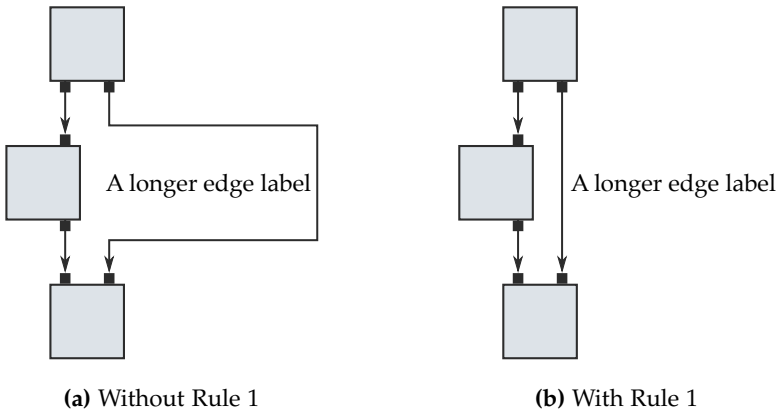 A longer edge label
A longer edge label
(a) Without Rule 1
(b) With Rule 1